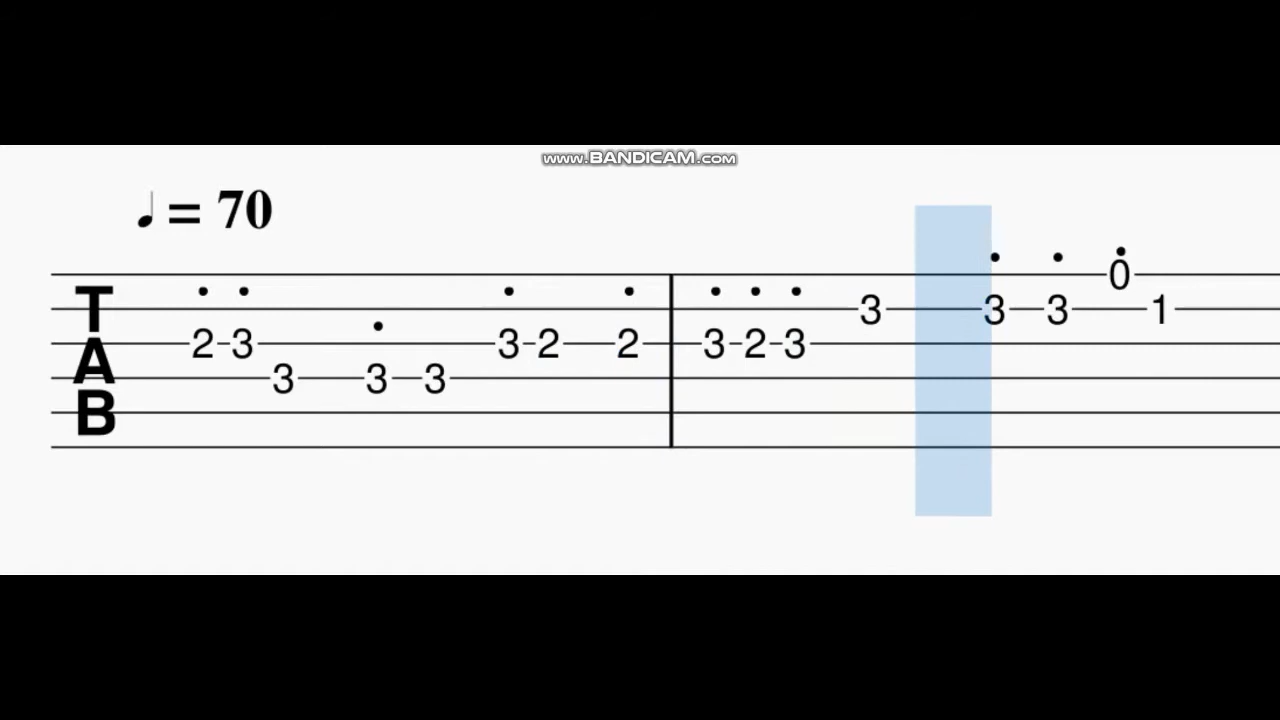 www.BANDICAM.com
♩ = 70
0
3 3 3 1
T
A
B
2 3 3 2 2 3 2 3
3 3 3